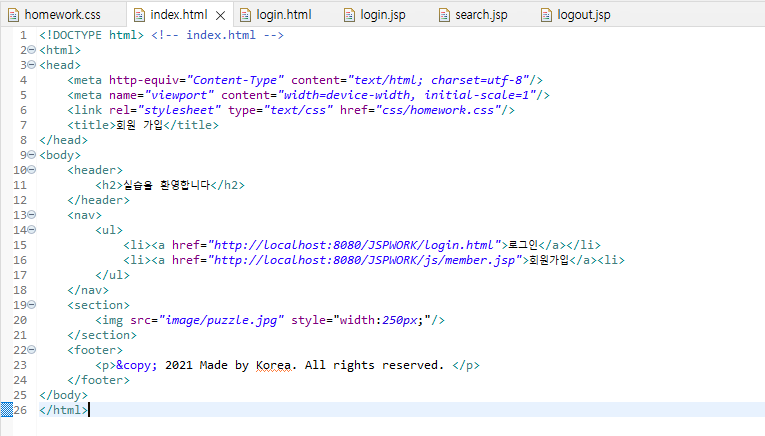 homework.css index.html login.html login.jsp search.jsp logout.jsp
1 <!DOCTYPE html> <!-- index.html -->
2 <html>
3 <head>
4 <meta http-equiv="Content-Type" content="text/html; charset=utf-8"/>
5 <meta name="viewport" content="width=device-width, initial-scale=1"/>
6 <link rel="stylesheet" type="text/css" href="css/homework.css"/>
7 <title>회원 가입</title>
8 </head>
9 <body>
10 <header>
11 <h2>실습을 환영합니다</h2>
12 </header>
13 <nav>
14 <ul>
15 <li><a href="http://localhost:8080/JSPWORK/login.html">로그인</a></li>
16 <li><a href="http://localhost:8080/JSPWORK/js/member.jsp">회원가입</a><li>
17 </ul>
18 </nav>
19 <section>
20 <img src="image/puzzle.jpg" style="width:250px;"/>
21 </section>
22 <footer>
23 <p>&copy; 2021 Made by Korea. All rights reserved. </p>
24 </footer>
25 </body>
26 </html>